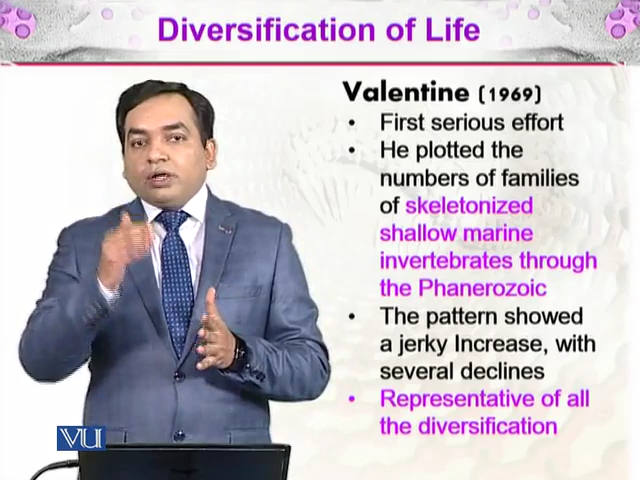 Diversification of Life
Valentine (1969)
• First serious effort
• He plotted the
numbers of families
of skeletonized
shallow marine
invertebrates through
the Phanerozoic
• The pattern showed
a jerky Increase, with
several declines
• Representative of all
the diversification
VU